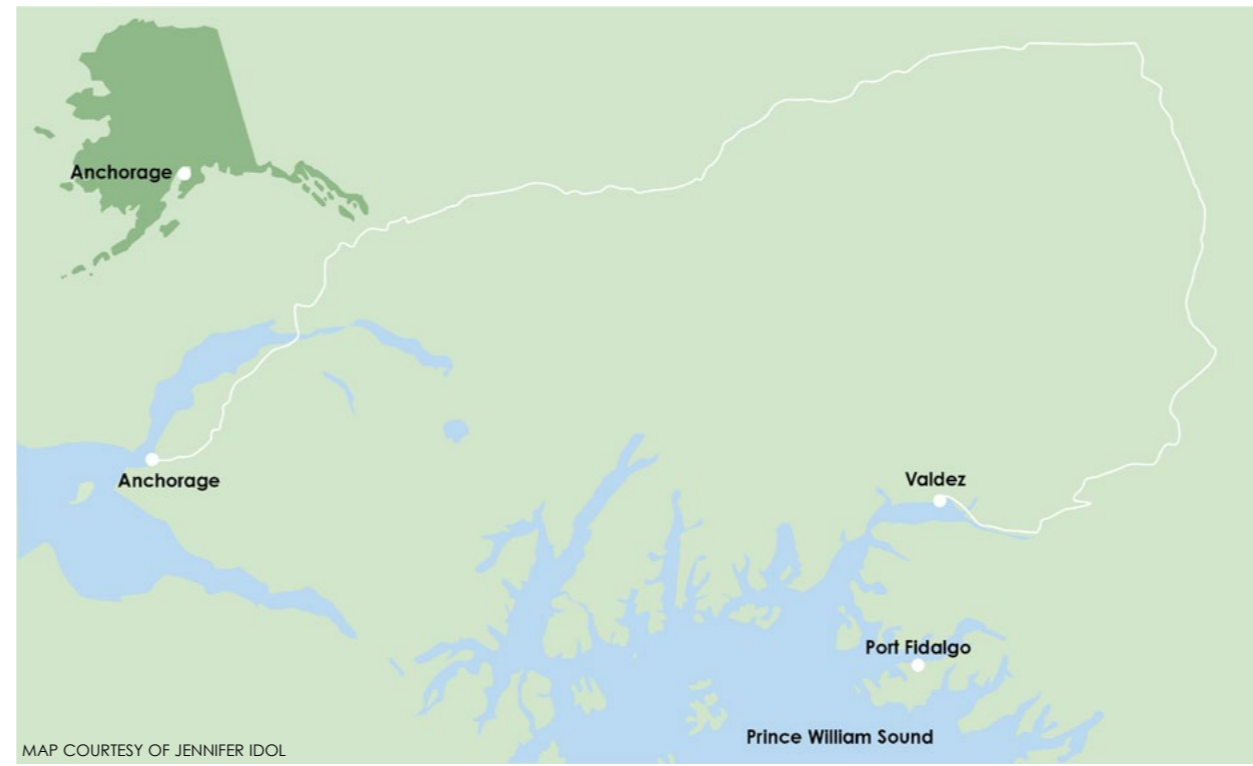 Anchorage
Anchorage
Valdez
Port Fidalgo
Prince William Sound
MAP COURTESY OF JENNIFER IDOL